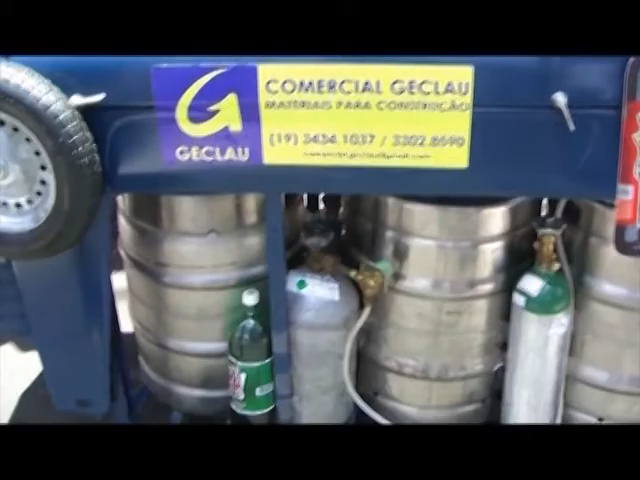 COMERCIAL GECLAU
MATERIAIS PARA CONSTRUÇÃO
GECLAU
(19) 3434.1037 / 3302.8690